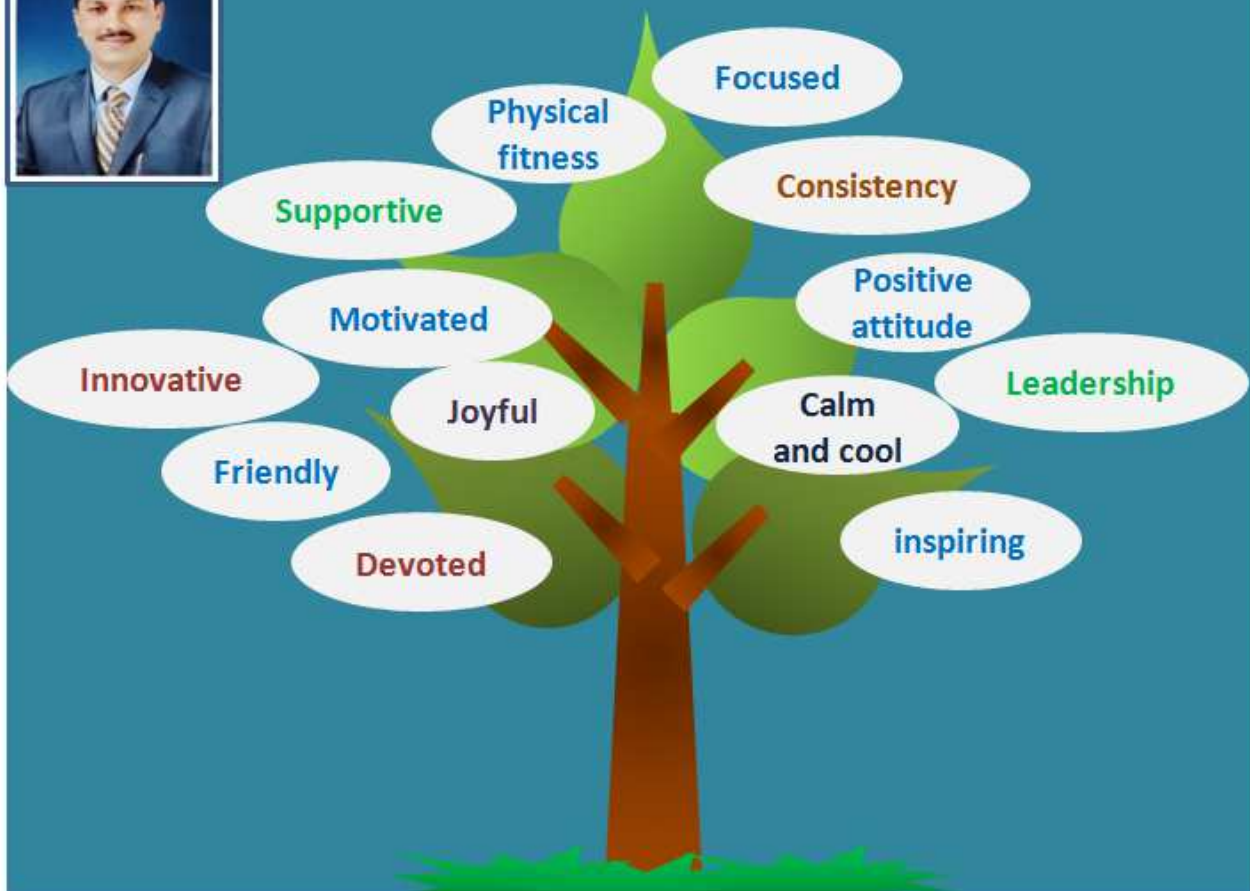 Focused
Physical
fitness
Consistency
Supportive
Positive
attitude
Motivated
Innovative
Leadership
Joyful
Calm
and cool
Friendly
inspiring
Devoted